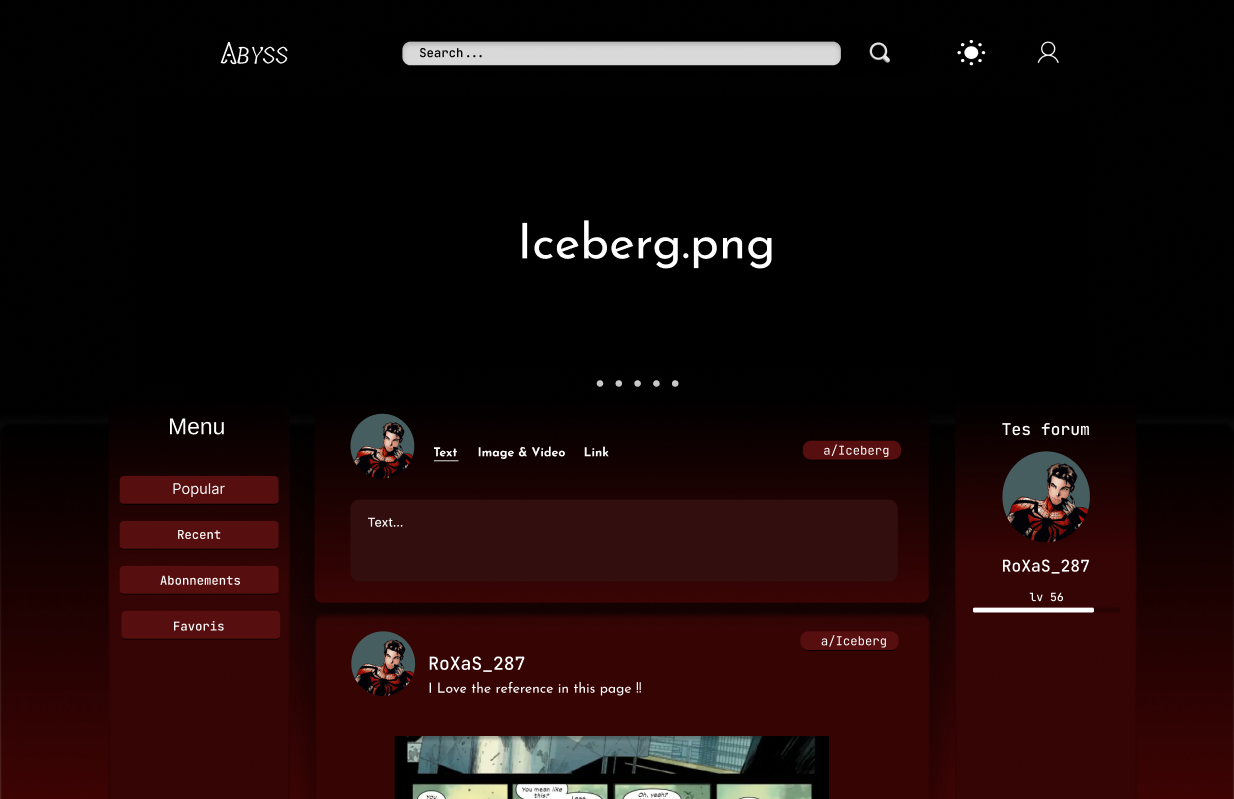 Abyss
Search...
Iceberg.png
Menu
Popular
Recent
Abonnements
Favoris
Text Image & Video Link
a/Iceberg
Text...
a/Iceberg
RoXaS_287
I Love the reference in this page !!
You
You mean like
this?
Oh, yeah?
Tes forum
RoXaS_287
lv 56